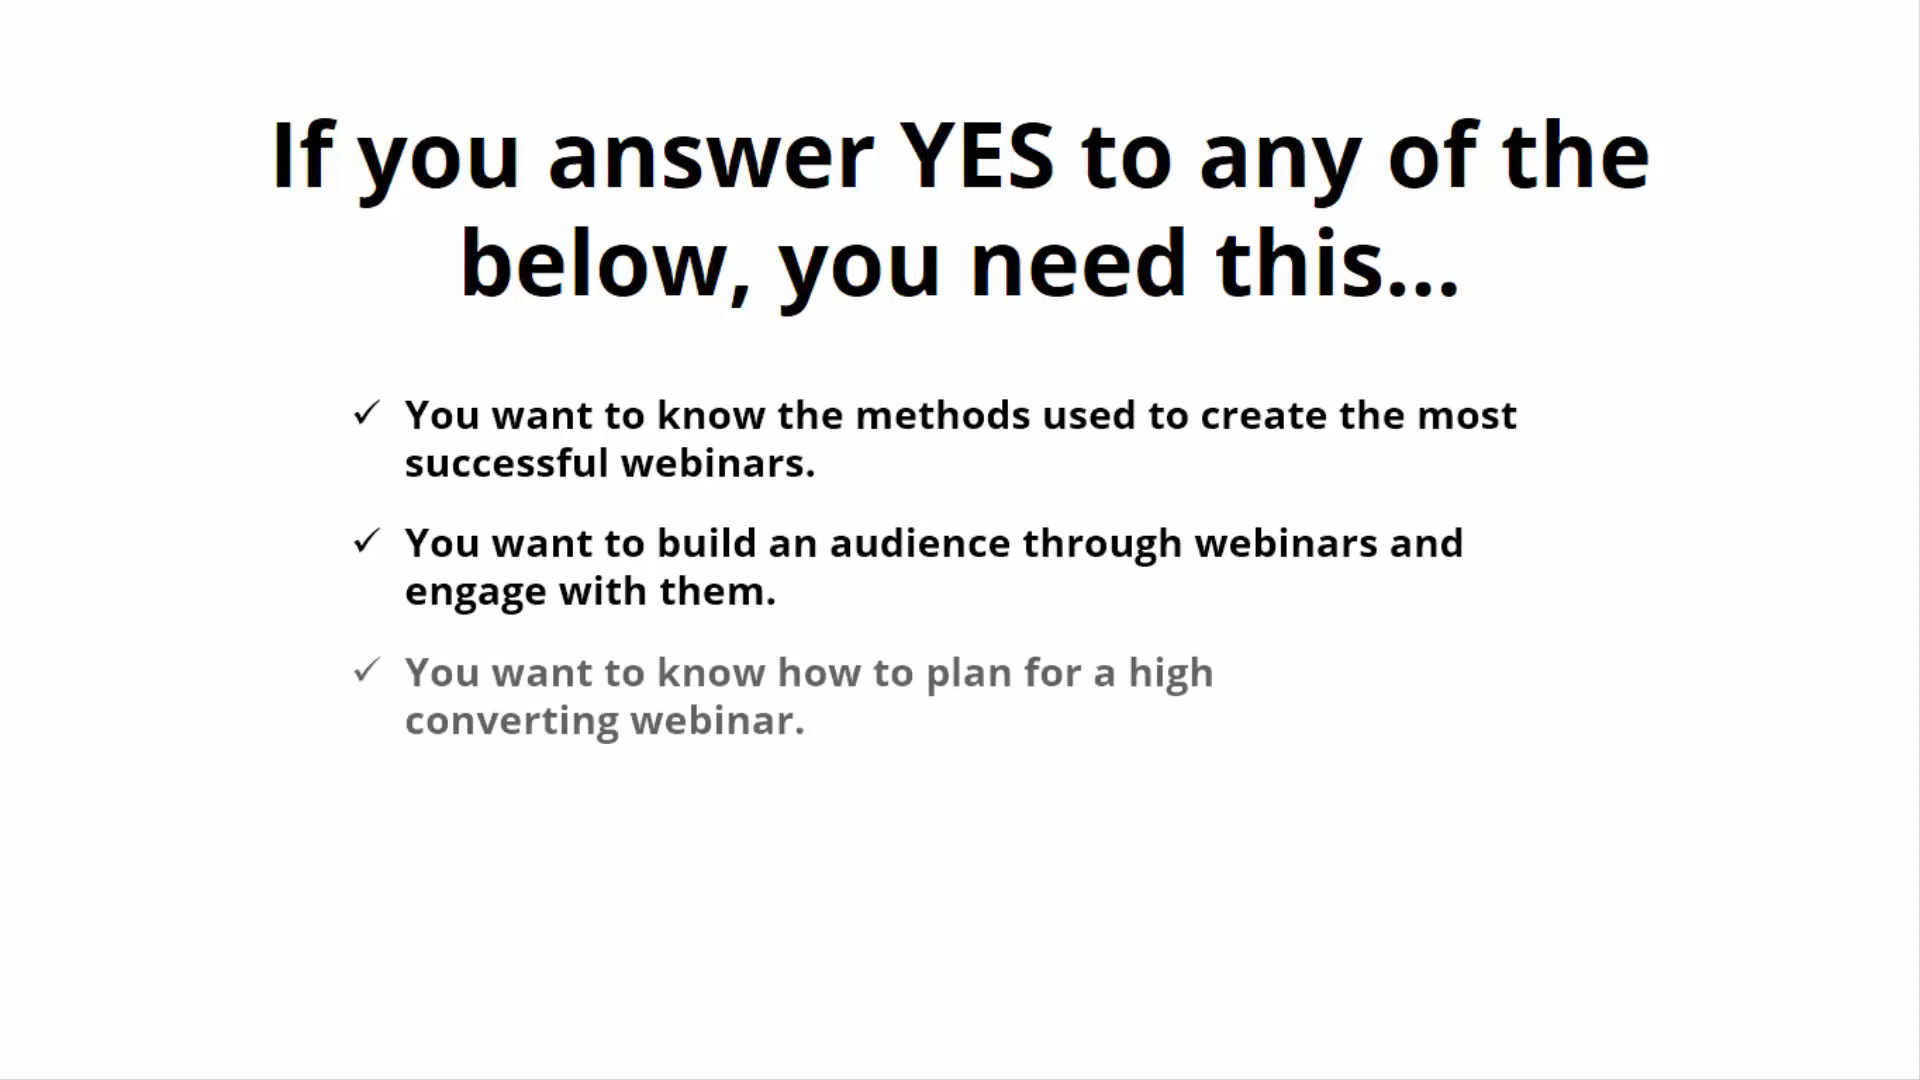 If you answer YES to any of the
below, you need this...
✓ You want to know the methods used to create the most
successful webinars.
✓ You want to build an audience through webinars and
engage with them.
✓ You want to know how to plan for a high
converting webinar.